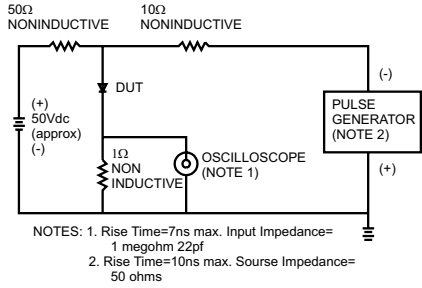 50Ω
NONINDUCTIVE
10Ω
NONINDUCTIVE
(+)
50Vdc
(approx)
(-)
DUT
1Ω
NON
INDUCTIVE
OSCILLOSCOPE
(NOTE 1)
(-)
PULSE
GENERATOR
(NOTE 2)
(+)
NOTES: 1. Rise Time=7ns max. Input Impedance=
1 megohm 22pf
2. Rise Time=10ns max. Sourse Impedance=
50 ohms